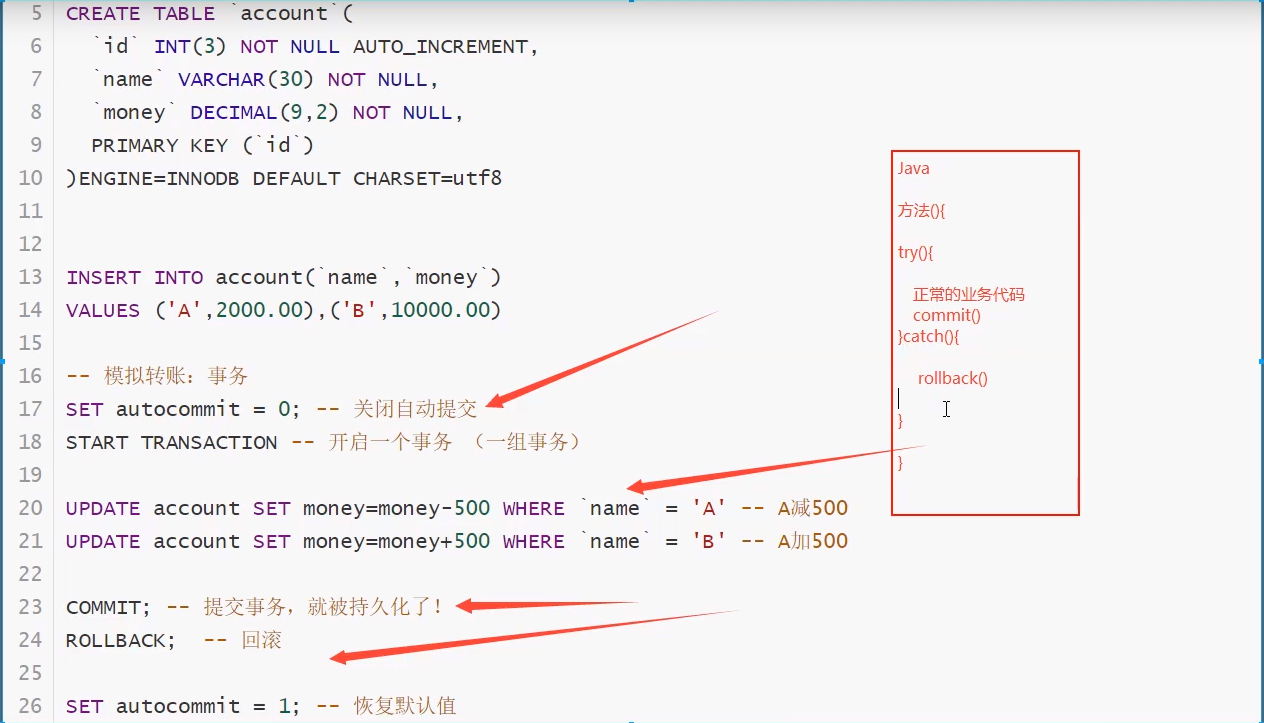 5 CREATE TABLE `account`(
6 `id` INT(3) NOT NULL AUTO_INCREMENT,
7 `name` VARCHAR(30) NOT NULL,
8 `money` DECIMAL(9,2) NOT NULL,
9 PRIMARY KEY (`id`)
10 )ENGINE=INNODB DEFAULT CHARSET=utf8
11
12
13 INSERT INTO account(`name`,`money`)
14 VALUES ('A',2000.00),('B',10000.00)
15
16 -- 模拟转账：事务
17 SET autocommit = 0; -- 关闭自动提交
18 START TRANSACTION -- 开启一个事务 （一组事务）
19
20 UPDATE account SET money=money-500 WHERE `name` = 'A' -- A减500
21 UPDATE account SET money=money+500 WHERE `name` = 'B' -- A加500
22
23 COMMIT; -- 提交事务，就被持久化了！
24 ROLLBACK; -- 回滚
25
26 SET autocommit = 1; -- 恢复默认值
Java
方法(){
try(){
正常的业务代码
commit()
}catch(){
rollback()
}
}